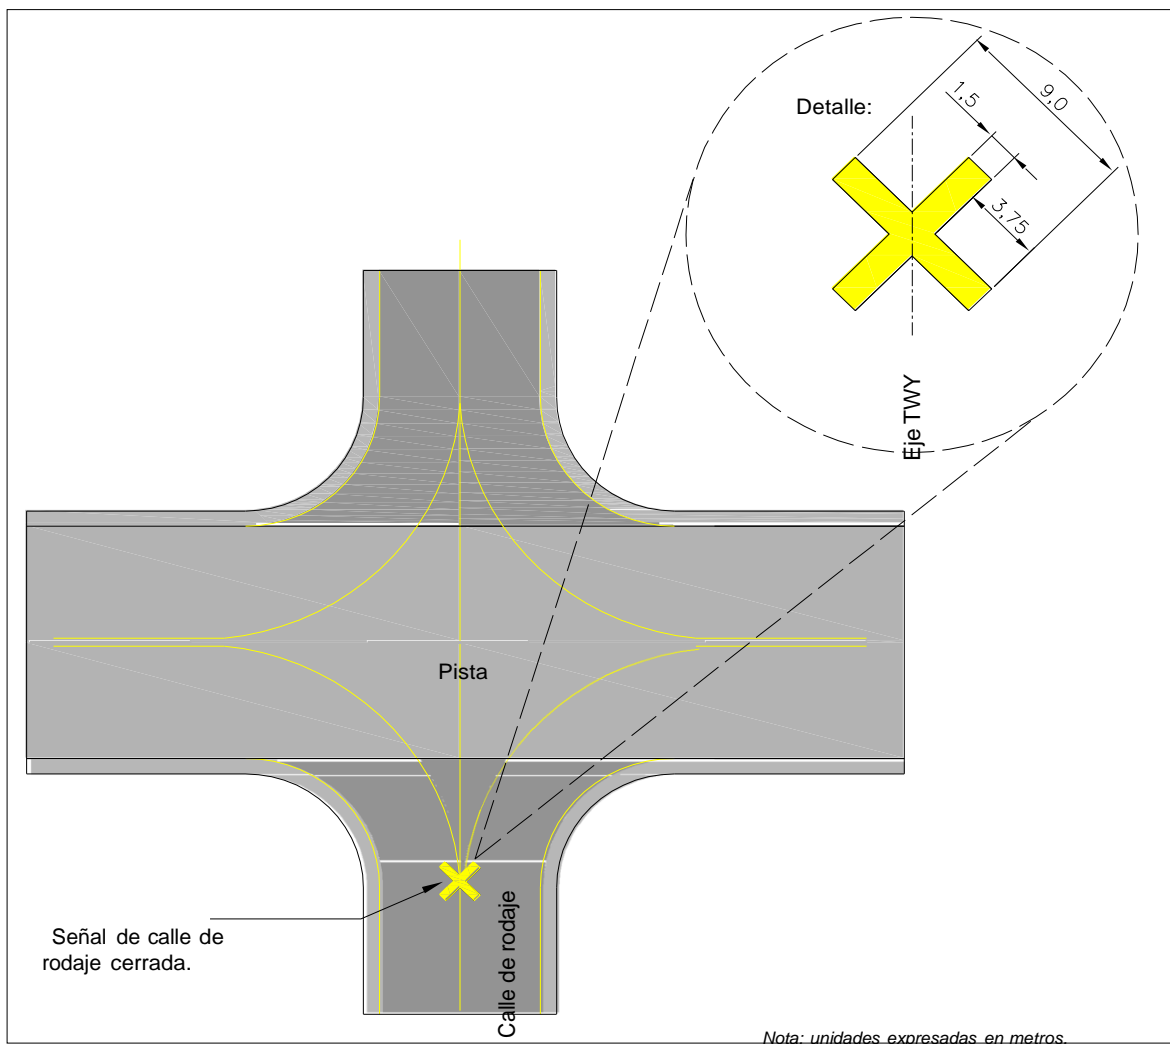 Detalle:
1,5
9,0
3,75
Eje TWY
Pista
Señal de calle de
rodaje cerrada.
Calle de rodaje
Nota: unidades expresadas en metros.